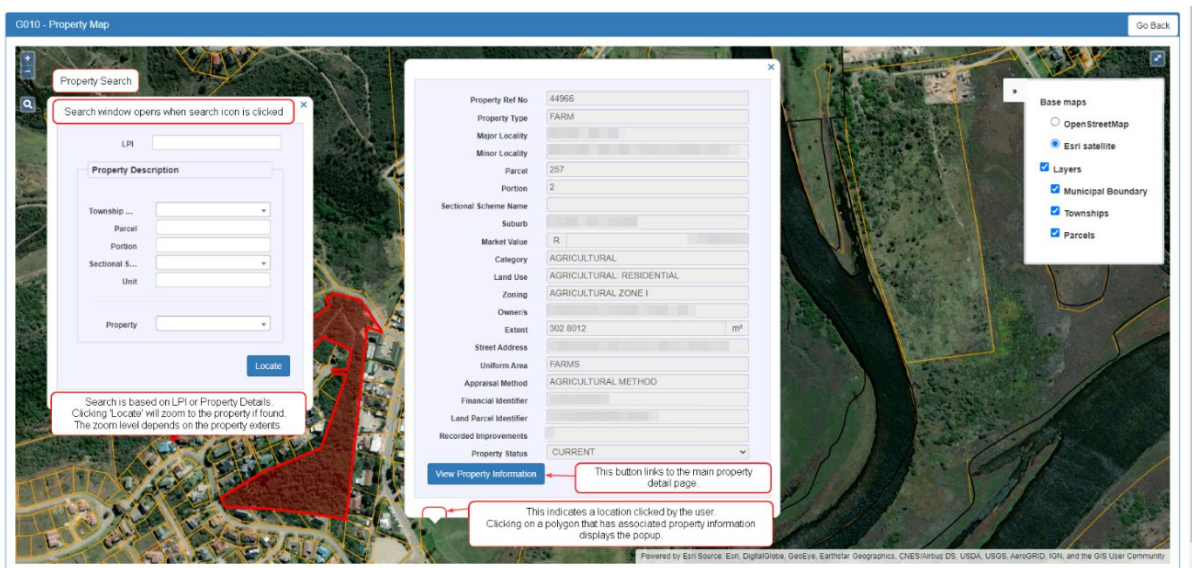 G010 - Property Map
Go Back
+
-
Property Search
Search window opens when search icon is clicked
LPI
Property Description
Township ...
Parcel
Portion
Sectional S...
Unit
Property
Locate
Search is based on LPI or Property Details.
Clicking 'Locate' will zoom to the property if found.
The zoom level depends on the property extents.
Property Ref No 44966
Property Type FARM
Major Locality
Minor Locality
Parcel 257
Portion 2
Sectional Scheme Name
Suburb
Market Value R
Category AGRICULTURAL
Land Use AGRICULTURAL: RESIDENTIAL
Zoning AGRICULTURAL ZONE I
Owner/s
Extent 302 8012 m²
Street Address
Uniform Area FARMS
Appraisal Method AGRICULTURAL METHOD
Financial Identifier
Land Parcel Identifier
Recorded Improvements
Property Status CURRENT
View Property Information
This button links to the main property
detail page.
This indicates a location clicked by the user.
Clicking on a polygon that has associated property information
displays the popup.
»
Base maps
OpenStreetMap
Esri satellite
Layers
Municipal Boundary
Townships
Parcels
Powered by Esri Source: Esri, DigitalGlobe, GeoEye, Earthstar Geographics, CNES/Airbus DS, USDA, USGS, AeroGRID, IGN, and the GIS User Community